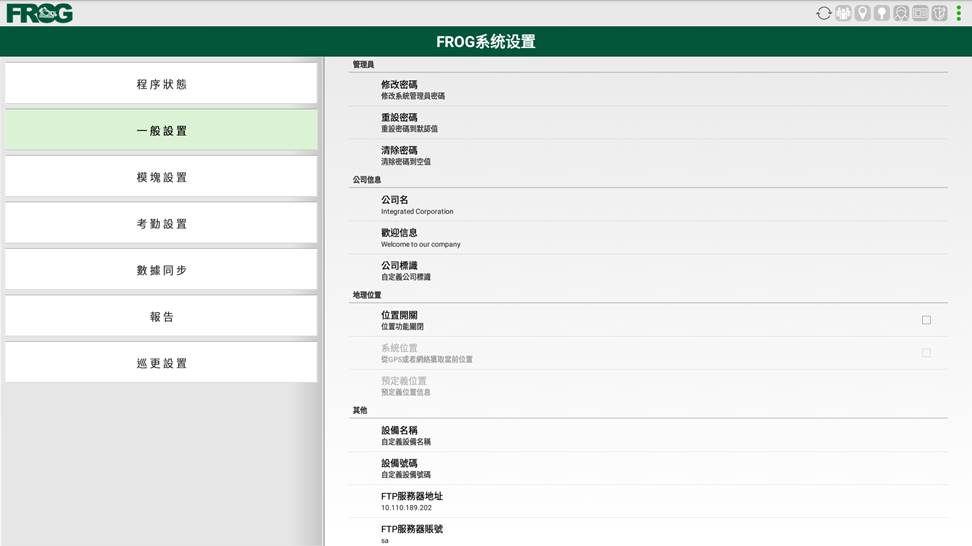 FROG
FROG系统设置
程序狀態
一般設置
模塊設置
考勤設置
數據同步
報告
巡更設置
管理員
修改密碼
修改系統管理員密碼
重設密碼
重設密碼到默認值
清除密碼
清除密碼到空值
公司信息
公司名
Integrated Corporation
歡迎信息
Welcome to our company
公司標識
自定義公司標識
地理位置
位置開關
位置功能關閉
系統位置
從GPS或者網絡獲取當前位置
預定義位置
預定義位置信息
其他
設備名稱
自定義設備名稱
設備號碼
自定義設備號碼
FTP服務器地址
10.110.189.202
FTP服務器賬號
sa